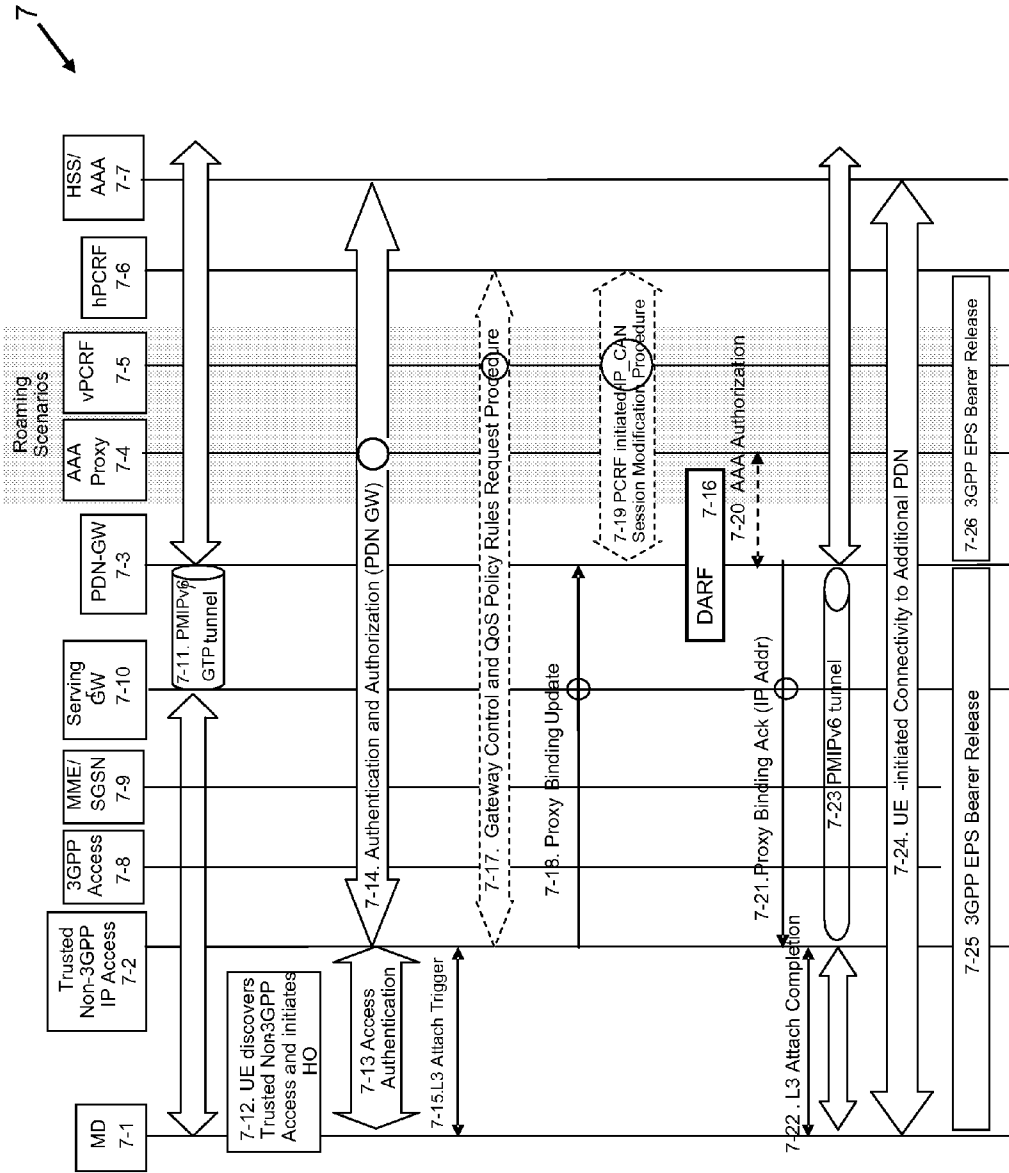 7
Roaming
Scenarios
MD
7-1
Trusted
Non-3GPP
IP Access
7-2
3GPP
Access
7-8
MME/
SGSN
7-9
Serving
GW
7-10
PDN-GW
7-3
AAA
Proxy
7-4
vPCRF
7-5
hPCRF
7-6
HSS/
AAA
7-7
7-11. PMIPv6/
GTP tunnel
7-12. UE discovers
Trusted Non-3GPP
Access and initiates
HO
7-13 Access
Authentication
7-14. Authentication and Authorization (PDN GW)
7-15.L3 Attach Trigger
DARF 7-16
7-17. Gateway Control and QoS Policy Rules Request Procedure
7-18. Proxy Binding Update
7-19 PCRF initiated IP_CAN
Session Modification Procedure
7-20 AAA Authorization
7-21.Proxy Binding Ack (IP Addr)
7-22 . L3 Attach Completion
7-23 PMIPv6 tunnel
7-24. UE -initiated Connectivity to Additional PDN
7-25 3GPP EPS Bearer Release
7-26 3GPP EPS Bearer Release